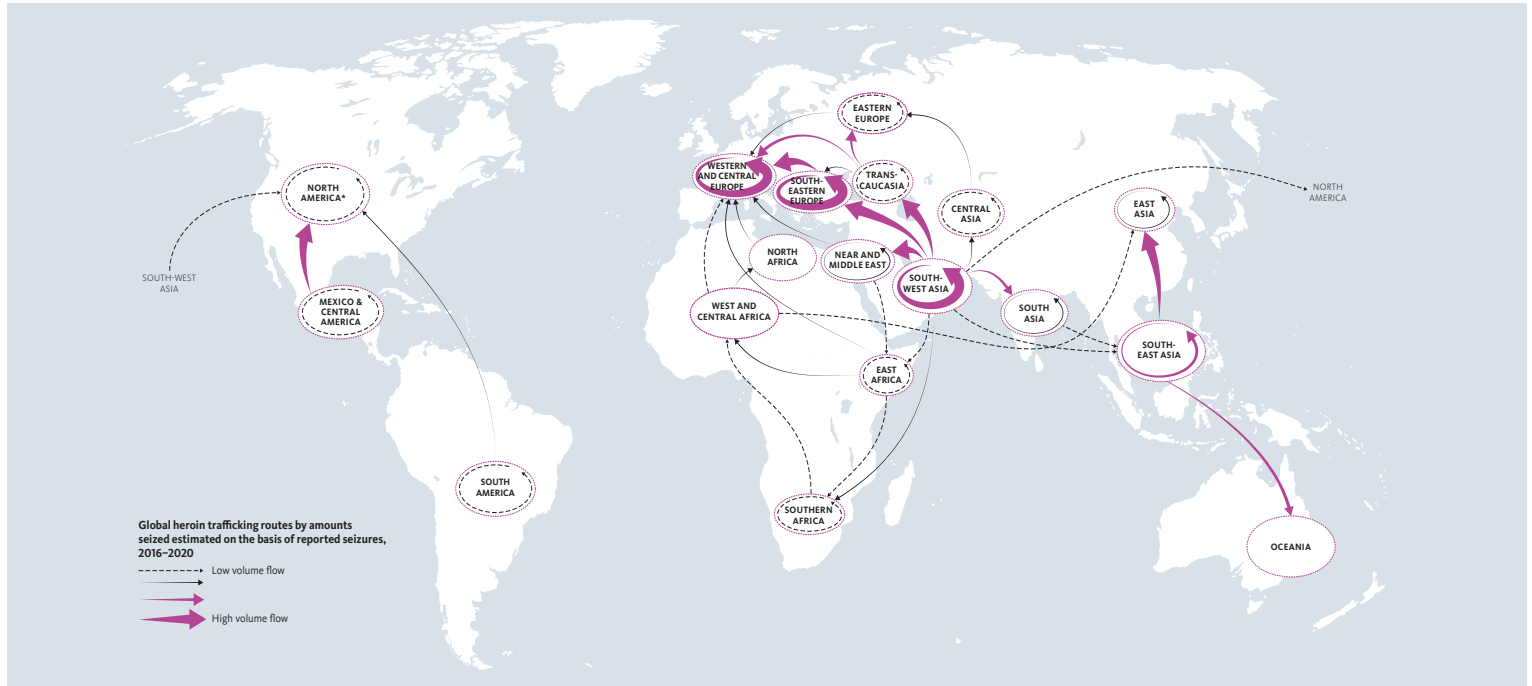 EASTERN
EUROPE
WESTERN
AND CENTRAL
EUROPE
SOUTH-
EASTERN
EUROPE
TRANS-
CAUCASIA
NORTH
AMERICA*
CENTRAL
ASIA
EAST
ASIA
NORTH
AMERICA
NORTH
AFRICA
NEAR AND
MIDDLE EAST
SOUTH-WEST
ASIA
SOUTH-
WEST ASIA
MEXICO &
CENTRAL
AMERICA
WEST AND
CENTRAL AFRICA
SOUTH
ASIA
SOUTH-
EAST ASIA
EAST
AFRICA
SOUTH
AMERICA
SOUTHERN
AFRICA
OCEANIA
Global heroin trafficking routes by amounts
seized estimated on the basis of reported seizures,
2016–2020
Low volume flow
High volume flow